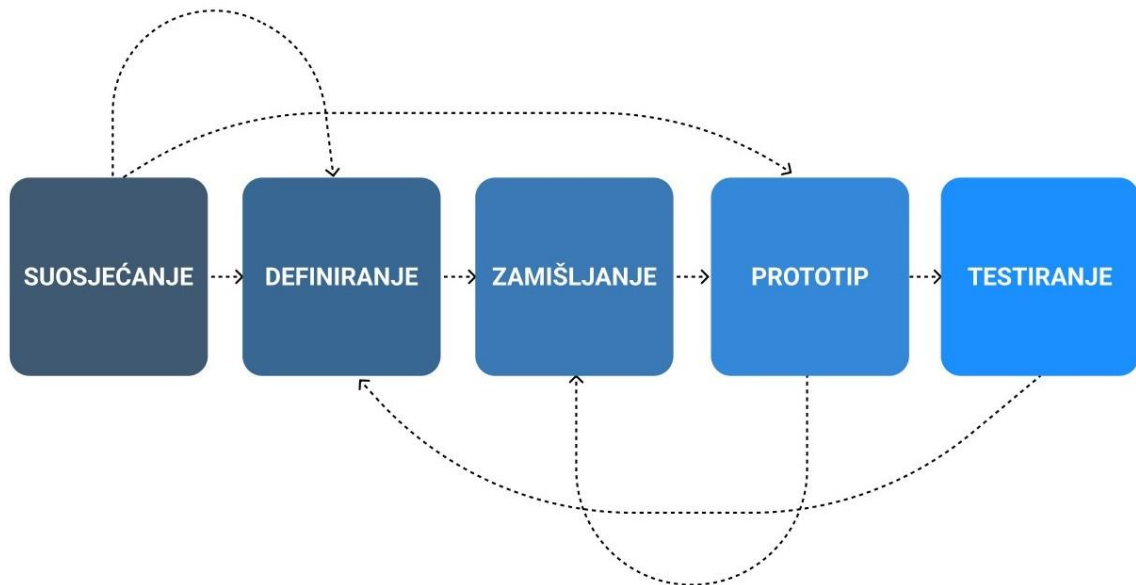 SUOSJEĆANJE
DEFINIRANJE
ZAMIŠLJANJE
PROTOTIP
TESTIRANJE